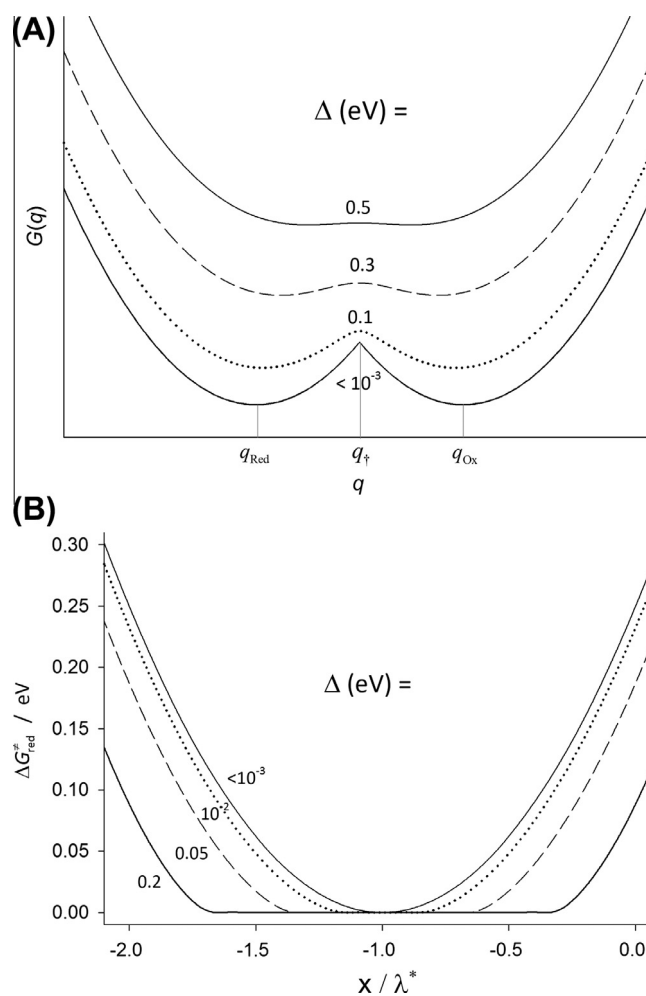 (A)
Δ (eV) =
0.5
0.3
0.1
< 10⁻³
G(q)
q_Red
q_†
q_Ox
q
(B)
0.30
0.25
0.20
0.15
0.10
0.05
0.00
Δ (eV) =
<10⁻³
10⁻²
0.05
0.2
ΔG≠red / eV
-2.0
-1.5
-1.0
-0.5
0.0
x / λ*